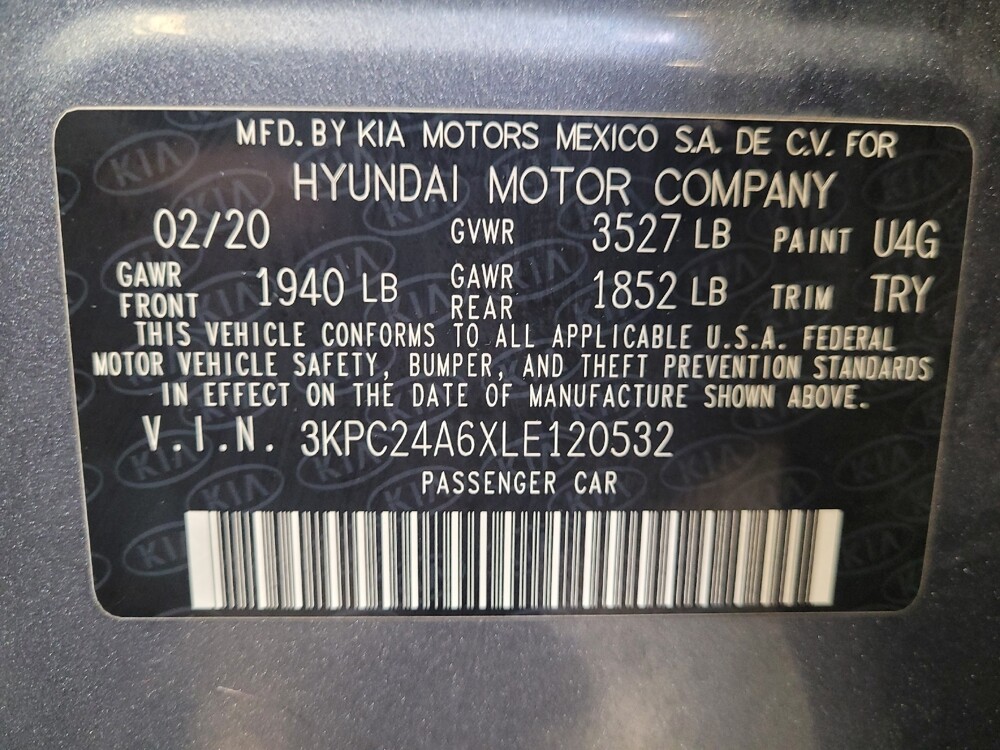 MFD. BY KIA MOTORS MEXICO S.A. DE C.V. FOR
HYUNDAI MOTOR COMPANY
02/20 GVWR 3527 LB PAINT U4G
GAWR FRONT 1940 LB GAWR REAR 1852 LB TRIM TRY
THIS VEHICLE CONFORMS TO ALL APPLICABLE U.S.A. FEDERAL
MOTOR VEHICLE SAFETY, BUMPER, AND THEFT PREVENTION STANDARDS
IN EFFECT ON THE DATE OF MANUFACTURE SHOWN ABOVE.
V.I.N. 3KPC24A6XLE120532
PASSENGER CAR